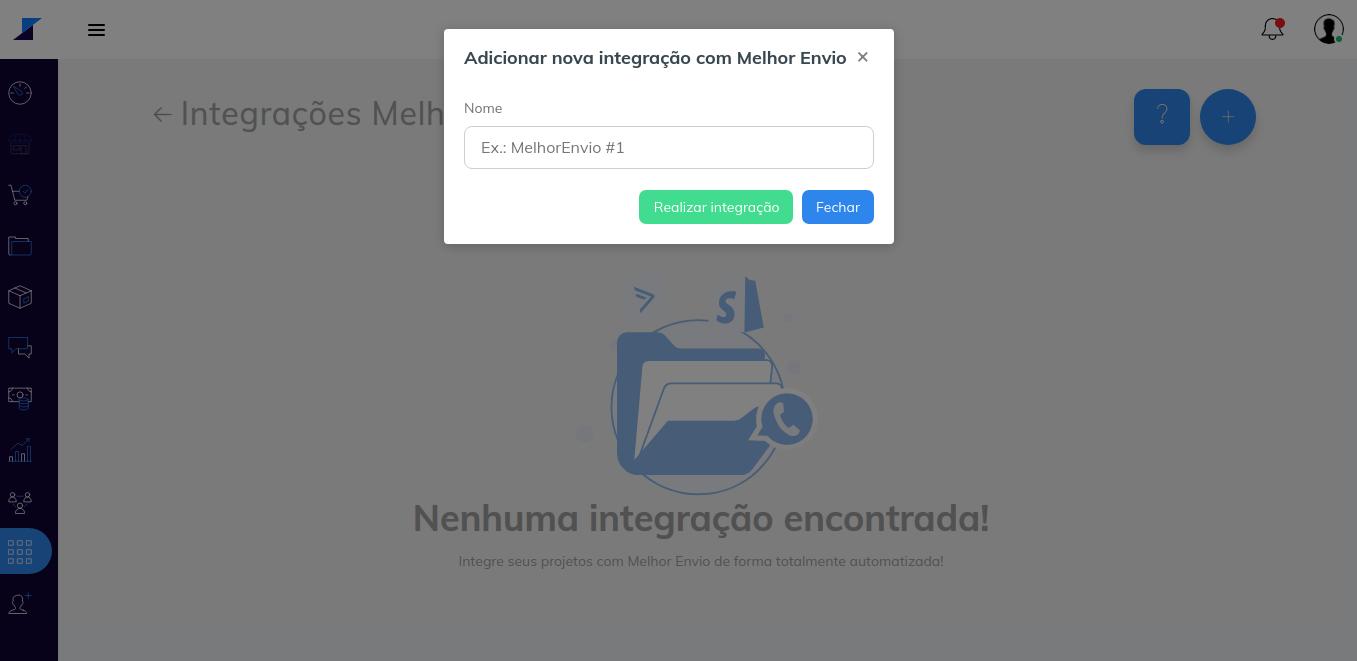 Adicionar nova integração com Melhor Envio ×
← Integrações Melh
?
+
Nome
Ex.: MelhorEnvio #1
Realizar integração
Fechar
Nenhuma integração encontrada!
Integre seus projetos com Melhor Envio de forma totalmente automatizada!